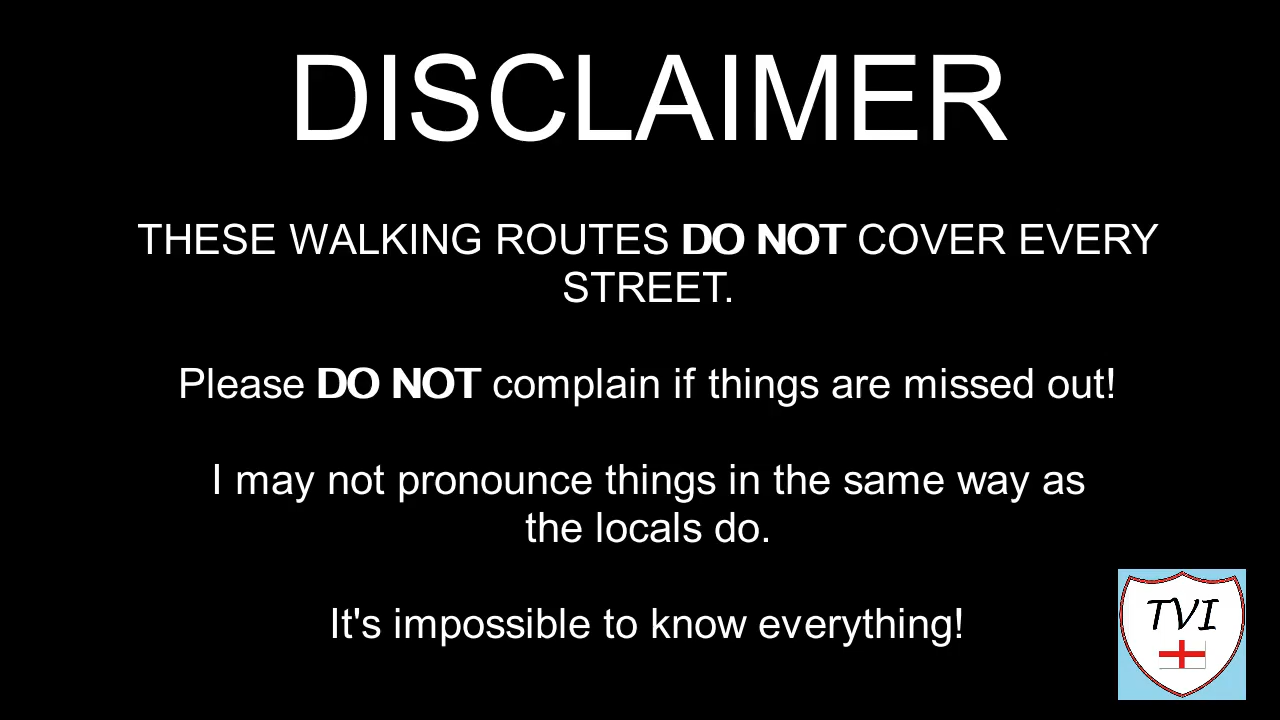 DISCLAIMER
THESE WALKING ROUTES DO NOT COVER EVERY
STREET.
Please DO NOT complain if things are missed out!
I may not pronounce things in the same way as
the locals do.
It's impossible to know everything!
TVI